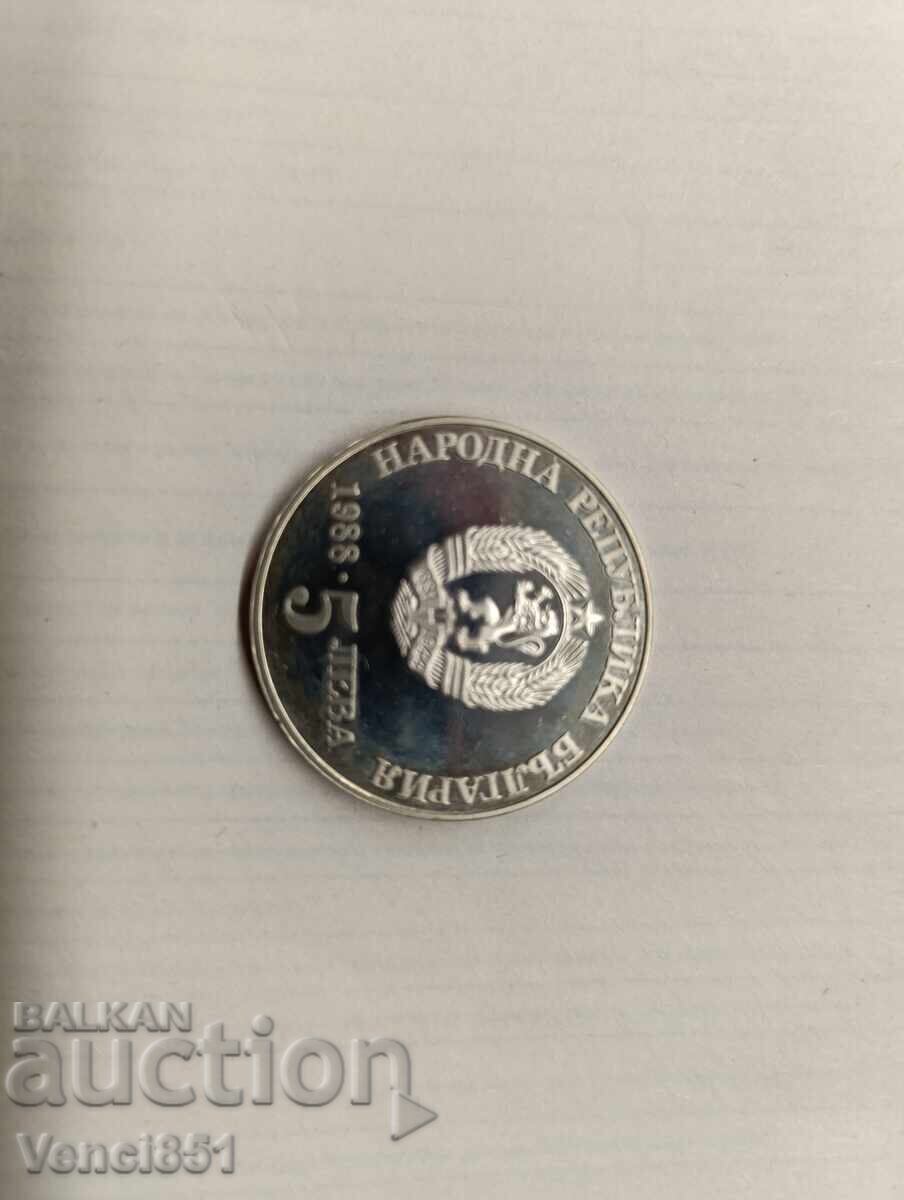 НАРОДНА РЕПУБЛИКА БЪЛГАРИЯ
1988 · 5 ЛЕВА
BALKAN
auction
Venci851